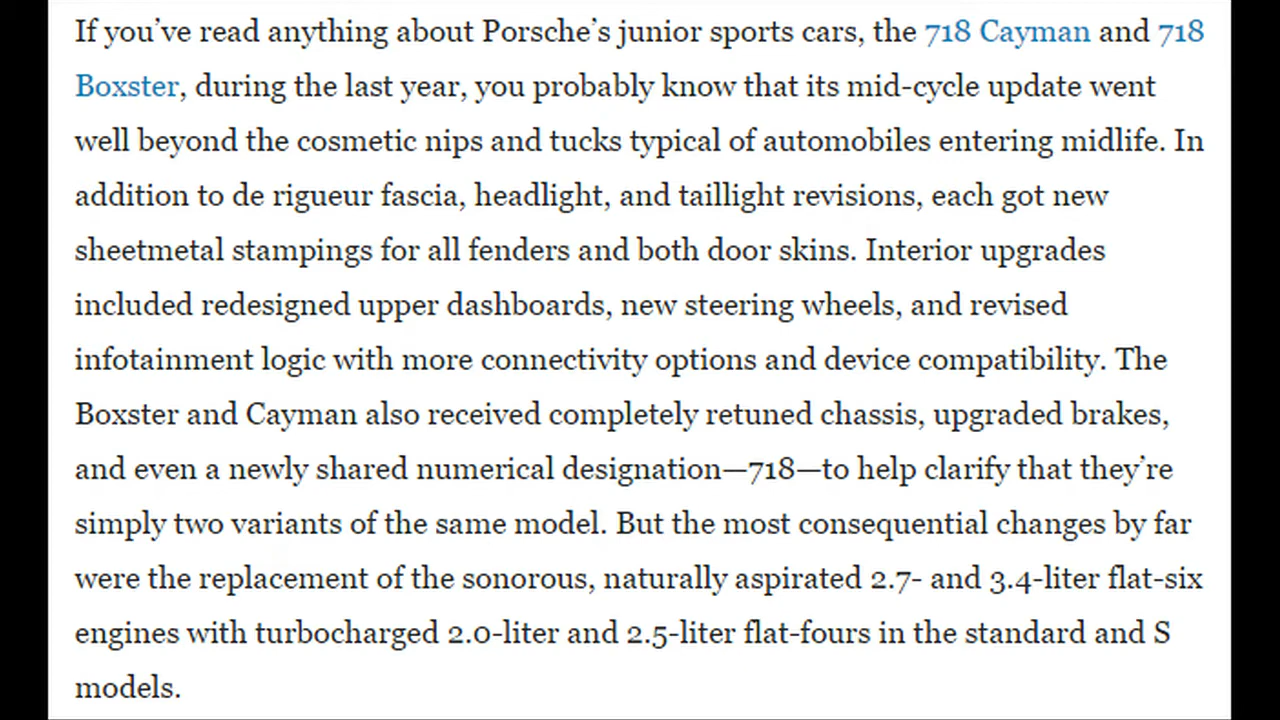 If you’ve read anything about Porsche’s junior sports cars, the 718 Cayman and 718
Boxster, during the last year, you probably know that its mid-cycle update went
well beyond the cosmetic nips and tucks typical of automobiles entering midlife. In
addition to de rigueur fascia, headlight, and taillight revisions, each got new
sheetmetal stampings for all fenders and both door skins. Interior upgrades
included redesigned upper dashboards, new steering wheels, and revised
infotainment logic with more connectivity options and device compatibility. The
Boxster and Cayman also received completely retuned chassis, upgraded brakes,
and even a newly shared numerical designation—718—to help clarify that they’re
simply two variants of the same model. But the most consequential changes by far
were the replacement of the sonorous, naturally aspirated 2.7- and 3.4-liter flat-six
engines with turbocharged 2.0-liter and 2.5-liter flat-fours in the standard and S
models.